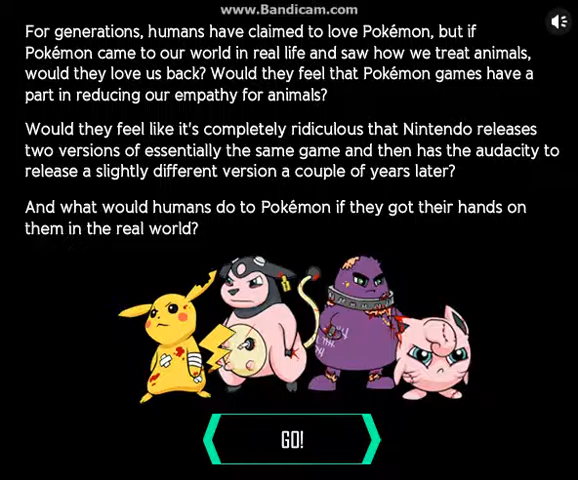 www.Bandicam.com
For generations, humans have claimed to love Pokémon, but if
Pokémon came to our world in real life and saw how we treat animals,
would they love us back? Would they feel that Pokémon games have a
part in reducing our empathy for animals?
Would they feel like it's completely ridiculous that Nintendo releases
two versions of essentially the same game and then has the audacity to
release a slightly different version a couple of years later?
And what would humans do to Pokémon if they got their hands on
them in the real world?
GO!